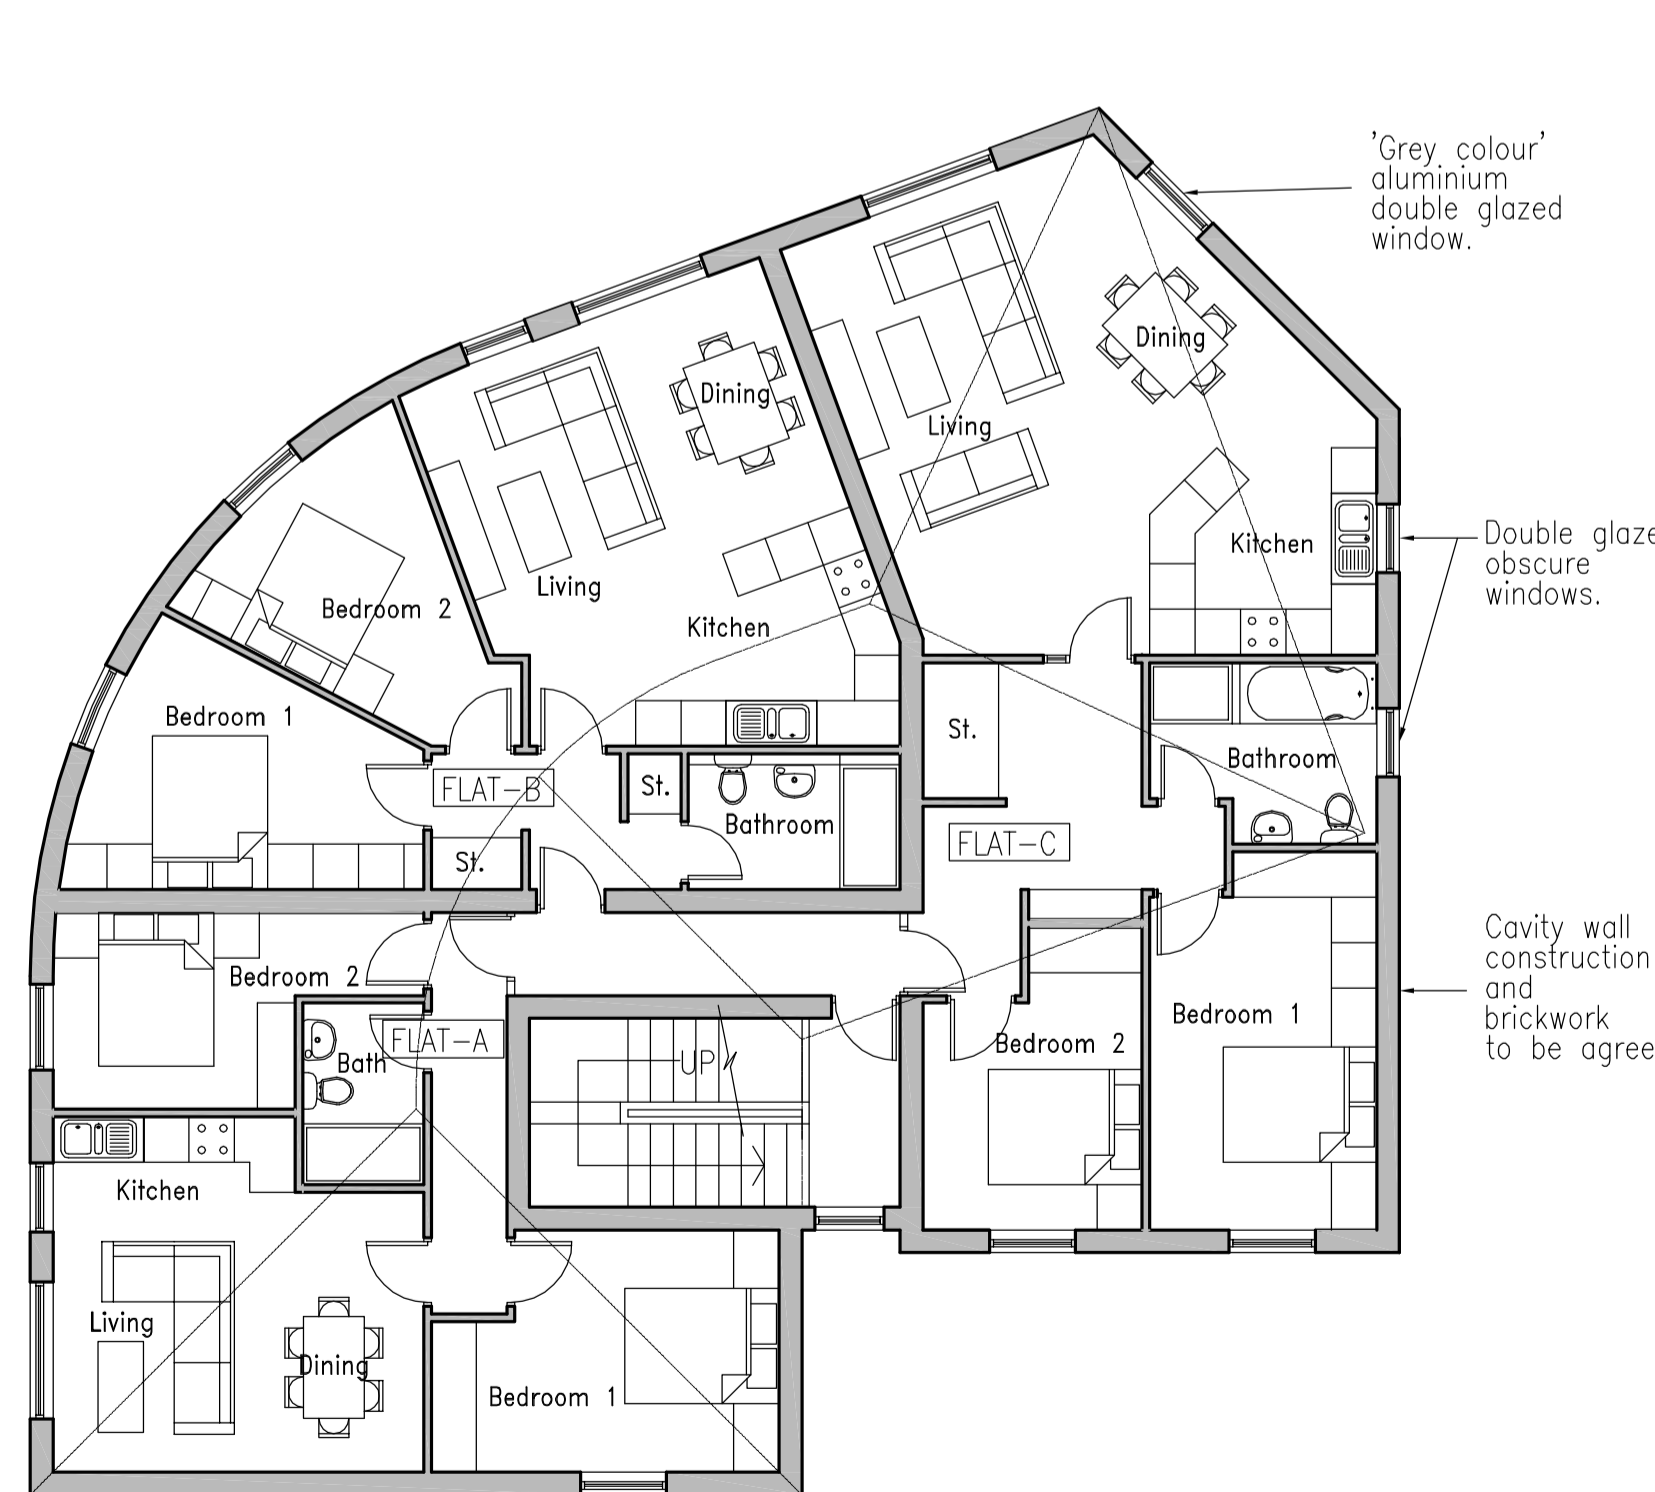 'Grey colour'
aluminium
double glazed
window.
Dining
Dining
Living
Double glaze
obscure
windows.
Kitchen
Living
Bedroom 2
Kitchen
Bedroom 1
St.
Bathroom
FLAT-B
St.
Bathroom
FLAT-C
St.
Cavity wall
construction
and
brickwork
to be agree
Bedroom 2
Bedroom 1
FLAT-A
Bath
UP
Bedroom 2
Kitchen
Living
Dining
Bedroom 1